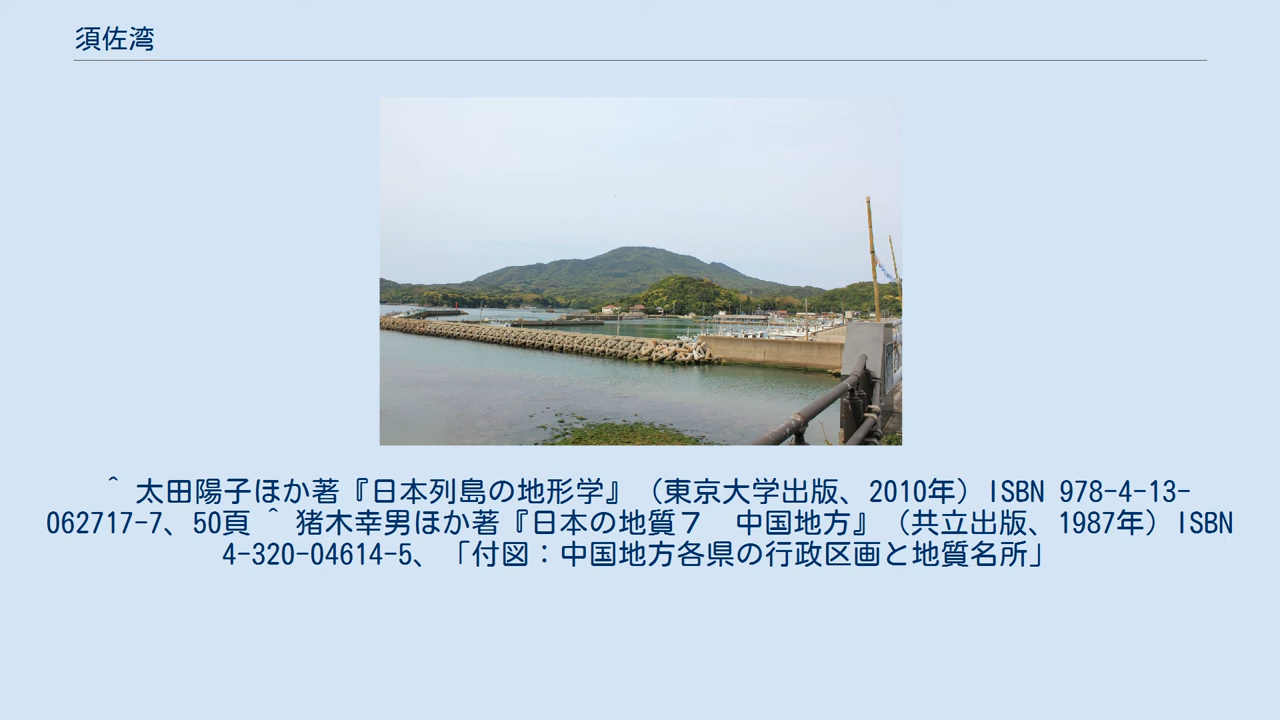 須佐湾
^ 太田陽子ほか著『日本列島の地形学』（東京大学出版、2010年）ISBN 978-4-13-
062717-7、50頁 ^ 猪木幸男ほか著『日本の地質７　中国地方』（共立出版、1987年）ISBN
4-320-04614-5、「付図：中国地方各県の行政区画と地質名所」